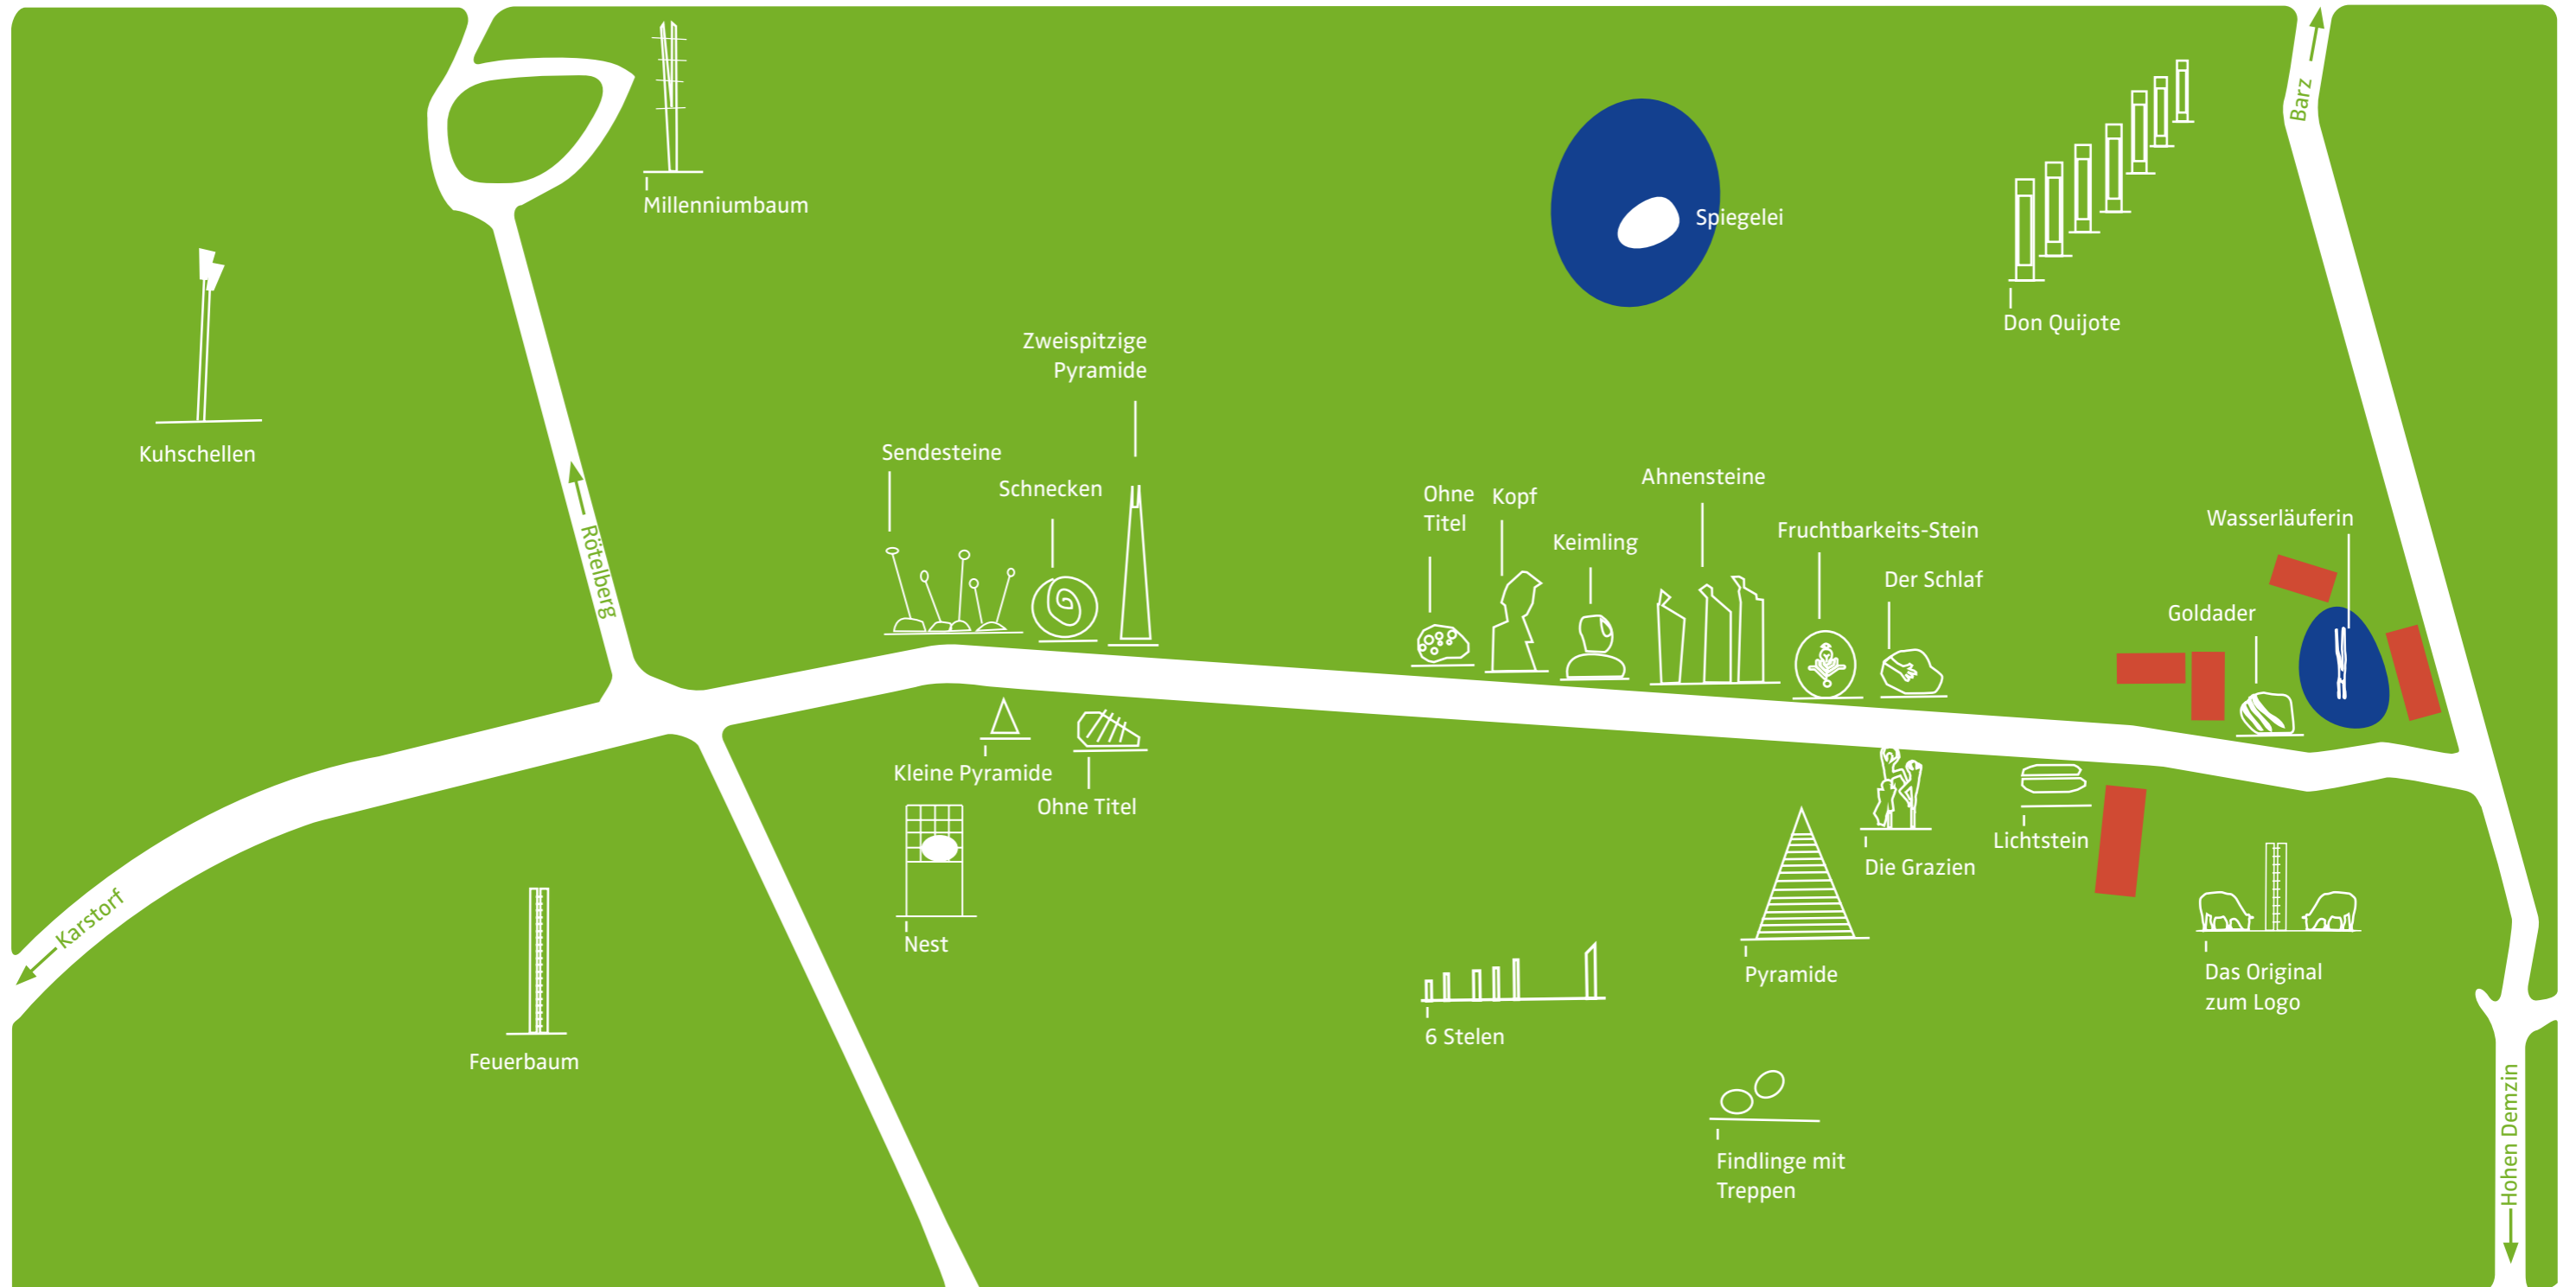 Barz
Millenniumbaum
Spiegelei
Don Quijote
Zweispitzige
Pyramide
Kuhschellen
Sendesteine
Schnecken
Ahnensteine
Ohne
Titel
Kopf
Keimling
Fruchtbarkeits-Stein
Wasserläuferin
Der Schlaf
Goldader
Rötelberg
Kleine Pyramide
Ohne Titel
Lichtstein
Die Grazien
Karstorf
Nest
Pyramide
Das Original
zum Logo
6 Stelen
Feuerbaum
Findlinge mit
Treppen
Hohen Demzin